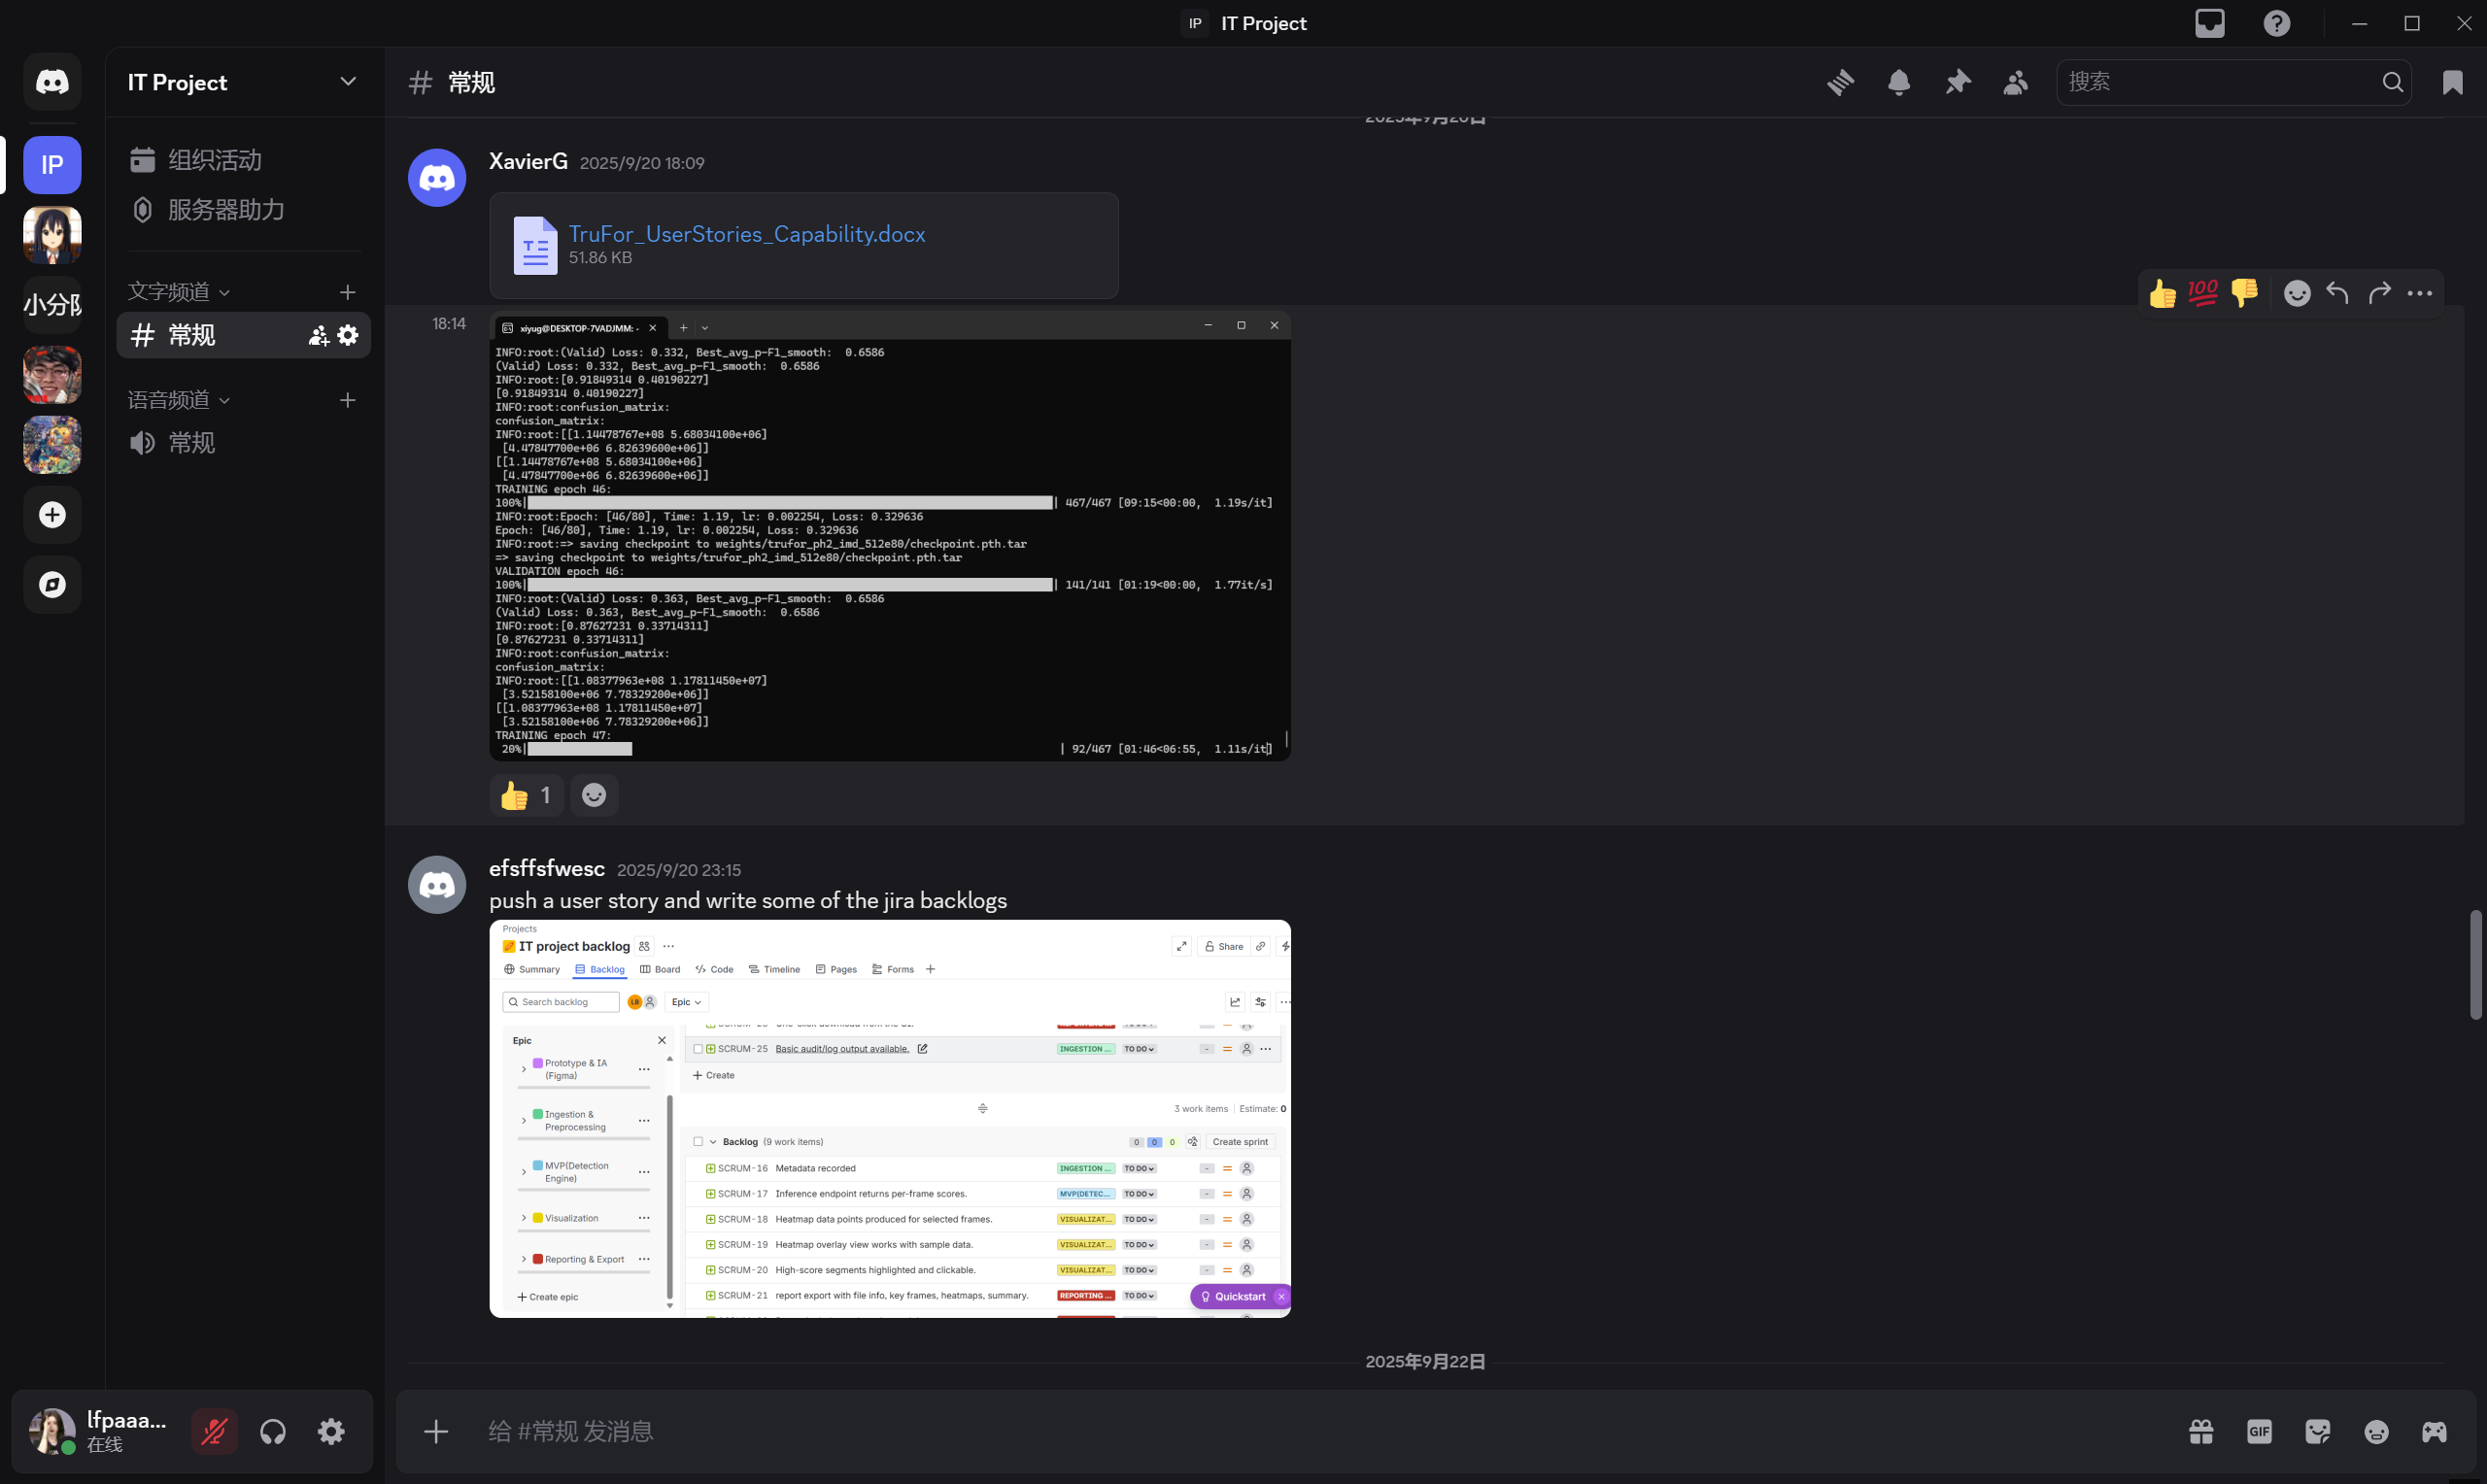 IP IT Project
IT Project
组织活动
服务器助力
文字频道
常规
语音频道
常规
IP
小分队
常规
搜索
2025年9月20日
XavierG 2025/9/20 18:09
TruFor_UserStories_Capability.docx
51.86 KB
18:14
xiyug@DESKTOP-7VADJMM: -
INFO:root:(Valid) Loss: 0.332, Best_avg_p-F1_smooth:  0.6586
(Valid) Loss: 0.332, Best_avg_p-F1_smooth:  0.6586
INFO:root:[0.91849314 0.40190227]
[0.91849314 0.40190227]
INFO:root:confusion_matrix:
confusion_matrix:
INFO:root:[[1.14478767e+08 5.68034100e+06]
[4.47847700e+06 6.82639600e+06]]
[[1.14478767e+08 5.68034100e+06]
[4.47847700e+06 6.82639600e+06]]
TRAINING epoch 46:
100%| | 467/467 [09:15<00:00,  1.19s/it]
INFO:root:Epoch: [46/80], Time: 1.19, lr: 0.002254, Loss: 0.329636
Epoch: [46/80], Time: 1.19, lr: 0.002254, Loss: 0.329636
INFO:root:=> saving checkpoint to weights/trufor_ph2_imd_512e80/checkpoint.pth.tar
=> saving checkpoint to weights/trufor_ph2_imd_512e80/checkpoint.pth.tar
VALIDATION epoch 46:
100%| | 141/141 [01:19<00:00,  1.77it/s]
INFO:root:(Valid) Loss: 0.363, Best_avg_p-F1_smooth:  0.6586
(Valid) Loss: 0.363, Best_avg_p-F1_smooth:  0.6586
INFO:root:[0.87627231 0.33714311]
[0.87627231 0.33714311]
INFO:root:confusion_matrix:
confusion_matrix:
INFO:root:[[1.08377963e+08 1.17811450e+07]
[3.52158100e+06 7.78329200e+06]]
[[1.08377963e+08 1.17811450e+07]
[3.52158100e+06 7.78329200e+06]]
TRAINING epoch 47:
20%| | 92/467 [01:46<06:55,  1.11s/it]
1
efsffsfwesc 2025/9/20 23:15
push a user story and write some of the jira backlogs
Projects
IT project backlog
Share
Summary Backlog Board Code Timeline Pages Forms
Search backlog LB Epic
Epic
Prototype & IA
(Figma)
Ingestion &
Preprocessing
MVP(Detection
Engine)
Visualization
Reporting & Export
Create epic
SCRUM-25 Basic audit/log output available. INGESTION ... TO DO -
Create
3 work items Estimate: 0
Backlog (9 work items) 0 0 0 Create sprint
SCRUM-16 Metadata recorded INGESTION ... TO DO -
SCRUM-17 Inference endpoint returns per-frame scores. MVP(DETEC... TO DO -
SCRUM-18 Heatmap data points produced for selected frames. VISUALIZAT... TO DO -
SCRUM-19 Heatmap overlay view works with sample data. VISUALIZAT... TO DO -
SCRUM-20 High-score segments highlighted and clickable. VISUALIZAT... TO DO -
SCRUM-21 report export with file info, key frames, heatmaps, summary. REPORTING ... TO DO
Quickstart
2025年9月22日
lfpaaa...
在线
给 #常规 发消息
GIF